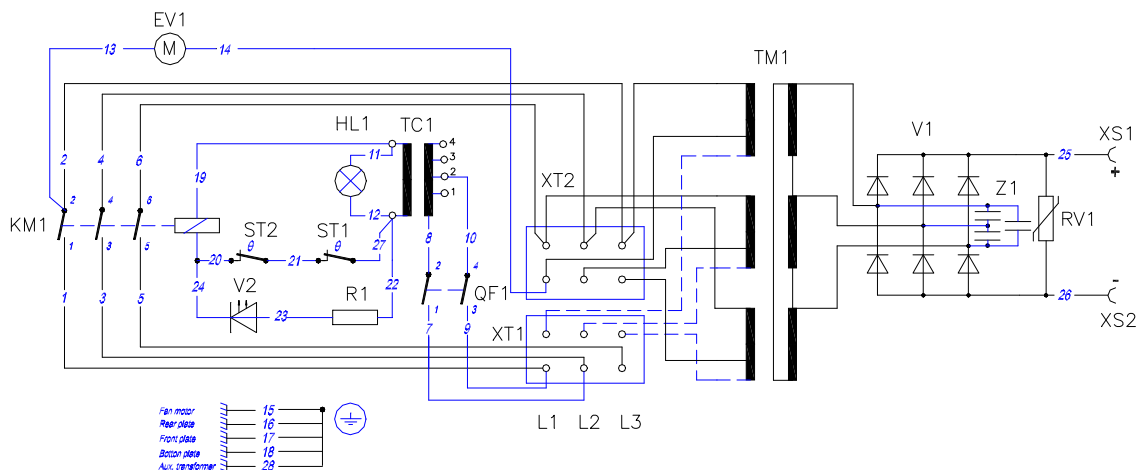 EV1
13
M
14
TM1
HL1
TC1
4
3
2
1
11
12
V1
XS1
25
+
2
4
6
19
XT2
Z1
RV1
KM1
2
4
6
1
3
5
ST2
ST1
θ
θ
20
21
27
8
10
24
V2
22
2
4
QF1
R1
23
1
3
26
-
XS2
1
3
5
7
9
XT1
L1
L2
L3
Fan motor 15
Rear plate 16
Front plate 17
Bottom plate 18
Aux. transformer 28